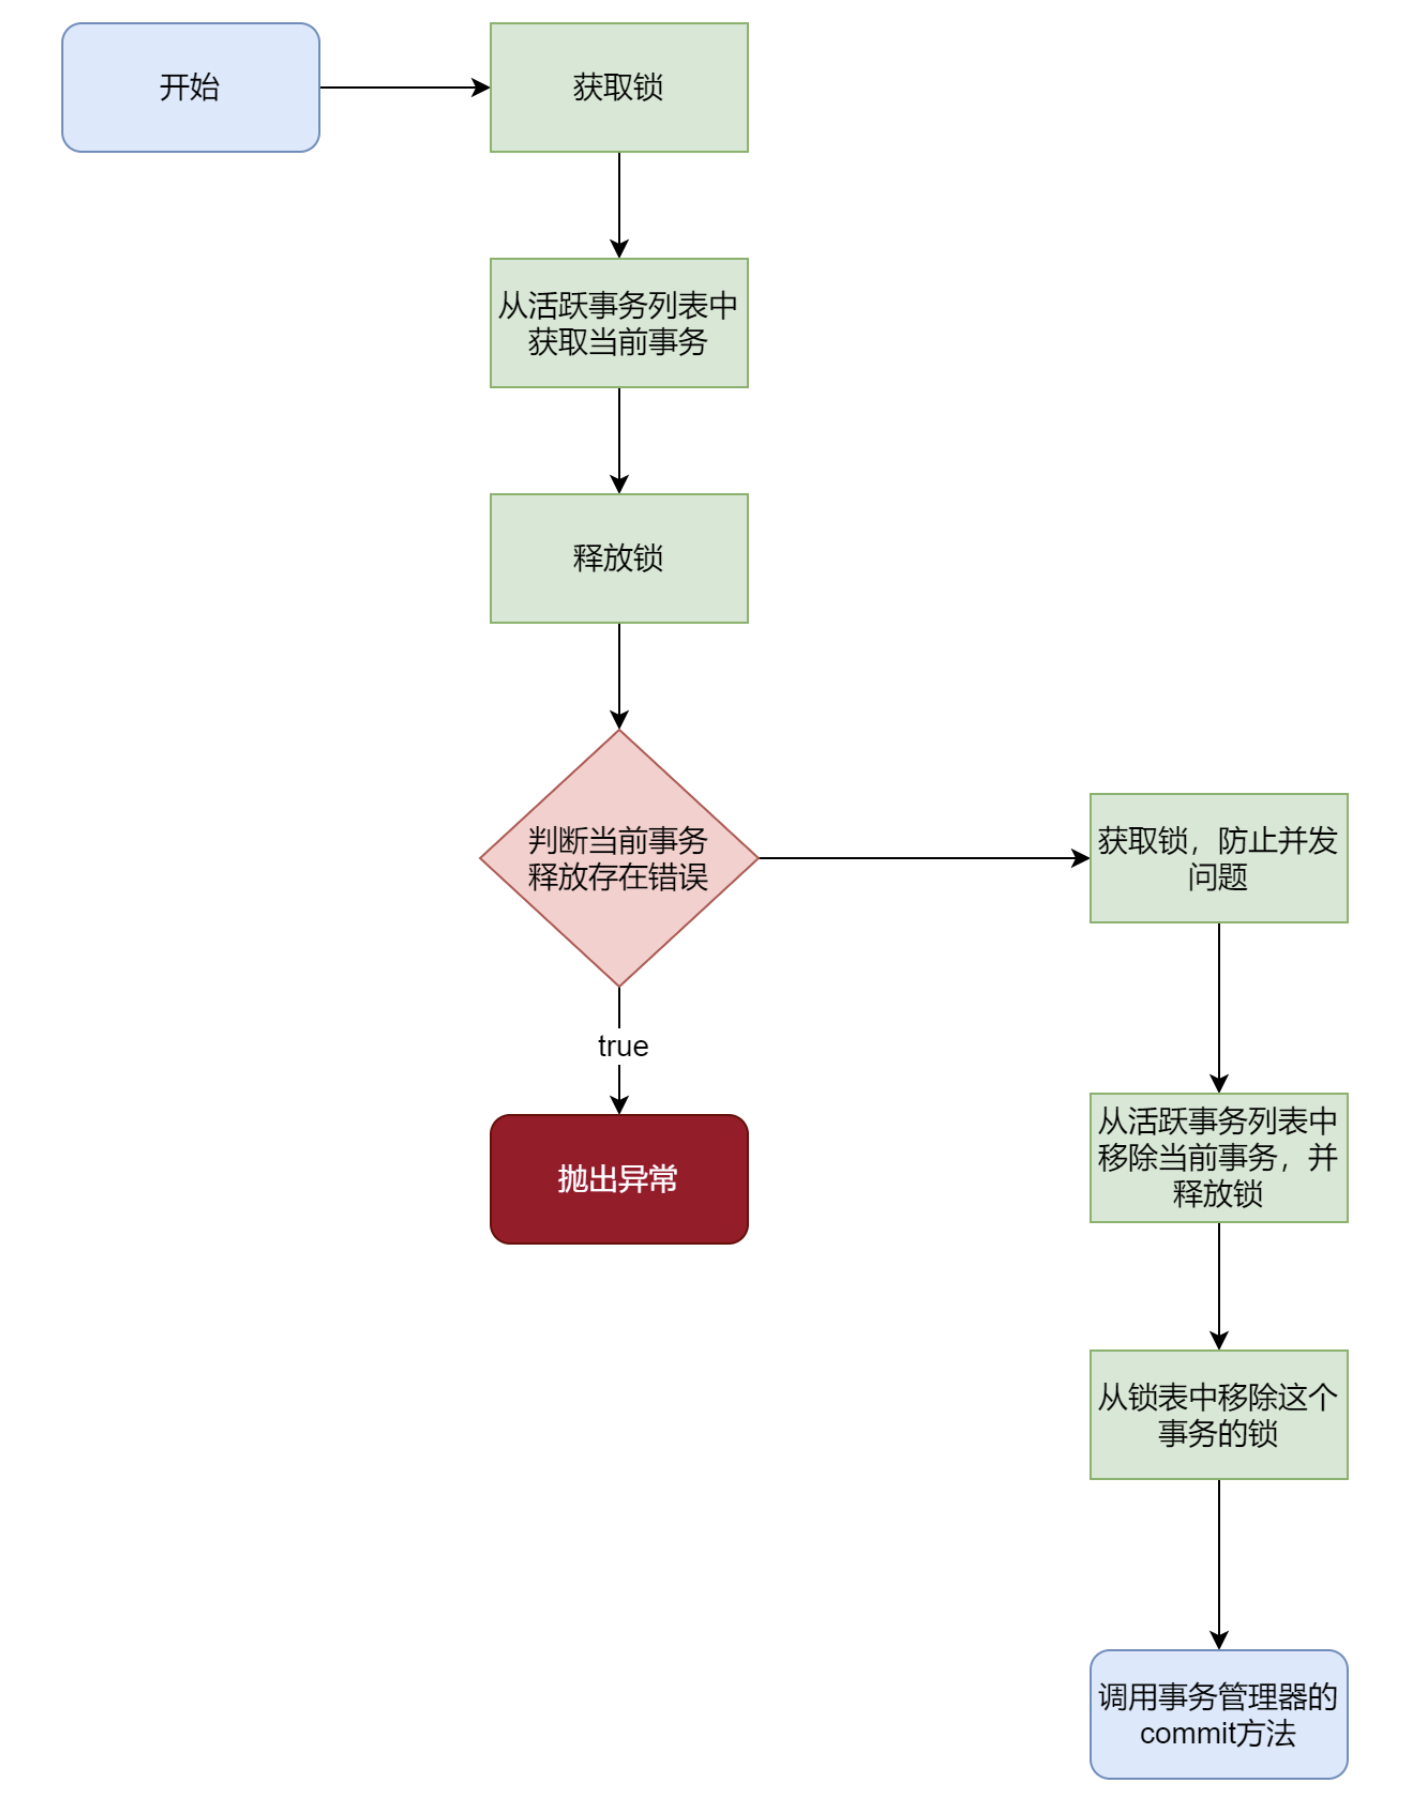 开始
获取锁
从活跃事务列表中
获取当前事务
释放锁
判断当前事务
释放存在错误
获取锁，防止并发
问题
true
抛出异常
从活跃事务列表中
移除当前事务，并
释放锁
从锁表中移除这个
事务的锁
调用事务管理器的
commit方法